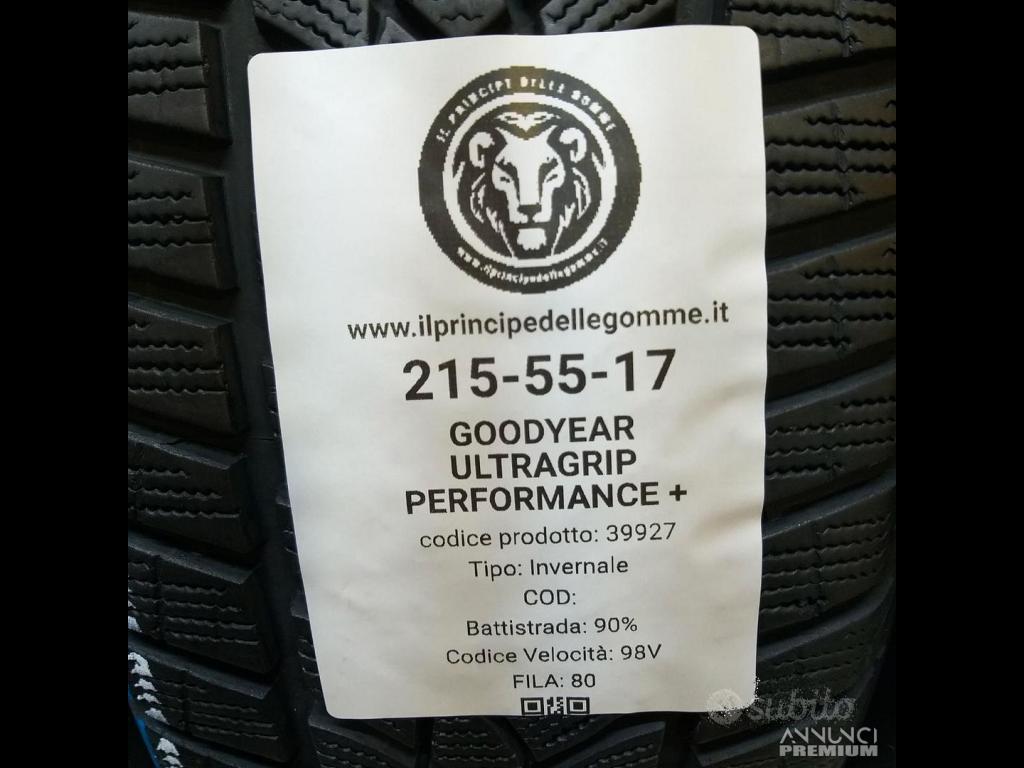 IL PRINCIPE DELLE GOMME
www.ilprincipedellegomme.it
www.ilprincipedellegomme.it
215-55-17
GOODYEAR
ULTRAGRIP
PERFORMANCE +
codice prodotto: 39927
Tipo: Invernale
COD:
Battistrada: 90%
Codice Velocità: 98V
FILA: 80
subito
ANNUNCI
PREMIUM